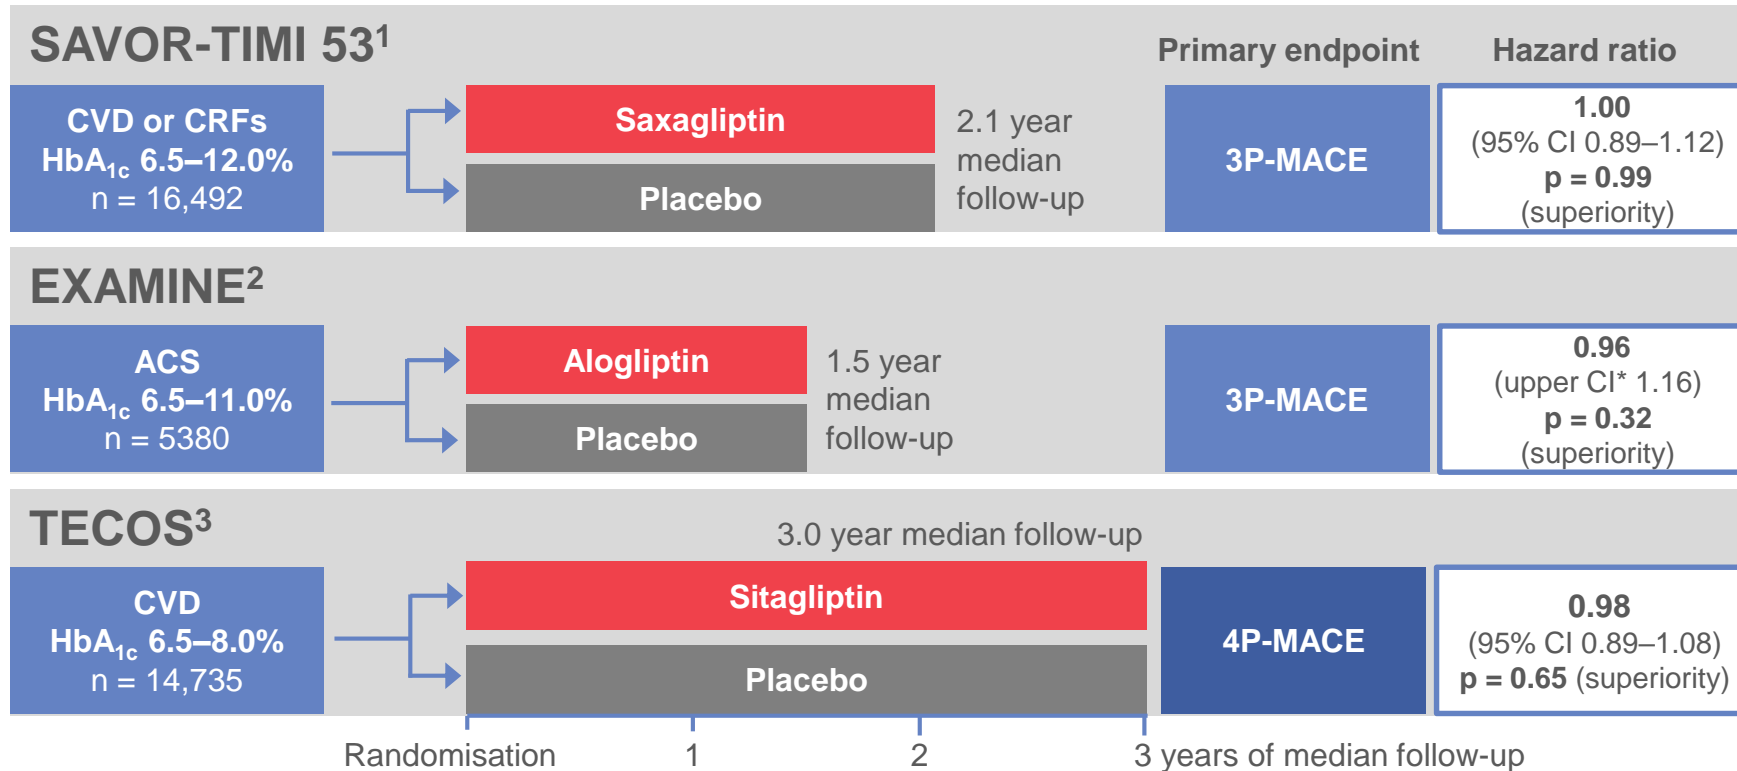 SAVOR-TIMI 53¹
Primary endpoint
Hazard ratio
CVD or CRFs
HbA₁c 6.5–12.0%
n = 16,492
Saxagliptin
Placebo
2.1 year
median
follow-up
3P-MACE
1.00
(95% CI 0.89–1.12)
p = 0.99
(superiority)
EXAMINE²
ACS
HbA₁c 6.5–11.0%
n = 5380
Alogliptin
Placebo
1.5 year
median
follow-up
3P-MACE
0.96
(upper CI* 1.16)
p = 0.32
(superiority)
TECOS³
3.0 year median follow-up
CVD
HbA₁c 6.5–8.0%
n = 14,735
Sitagliptin
Placebo
4P-MACE
0.98
(95% CI 0.89–1.08)
p = 0.65 (superiority)
Randomisation 1 2 3 years of median follow-up